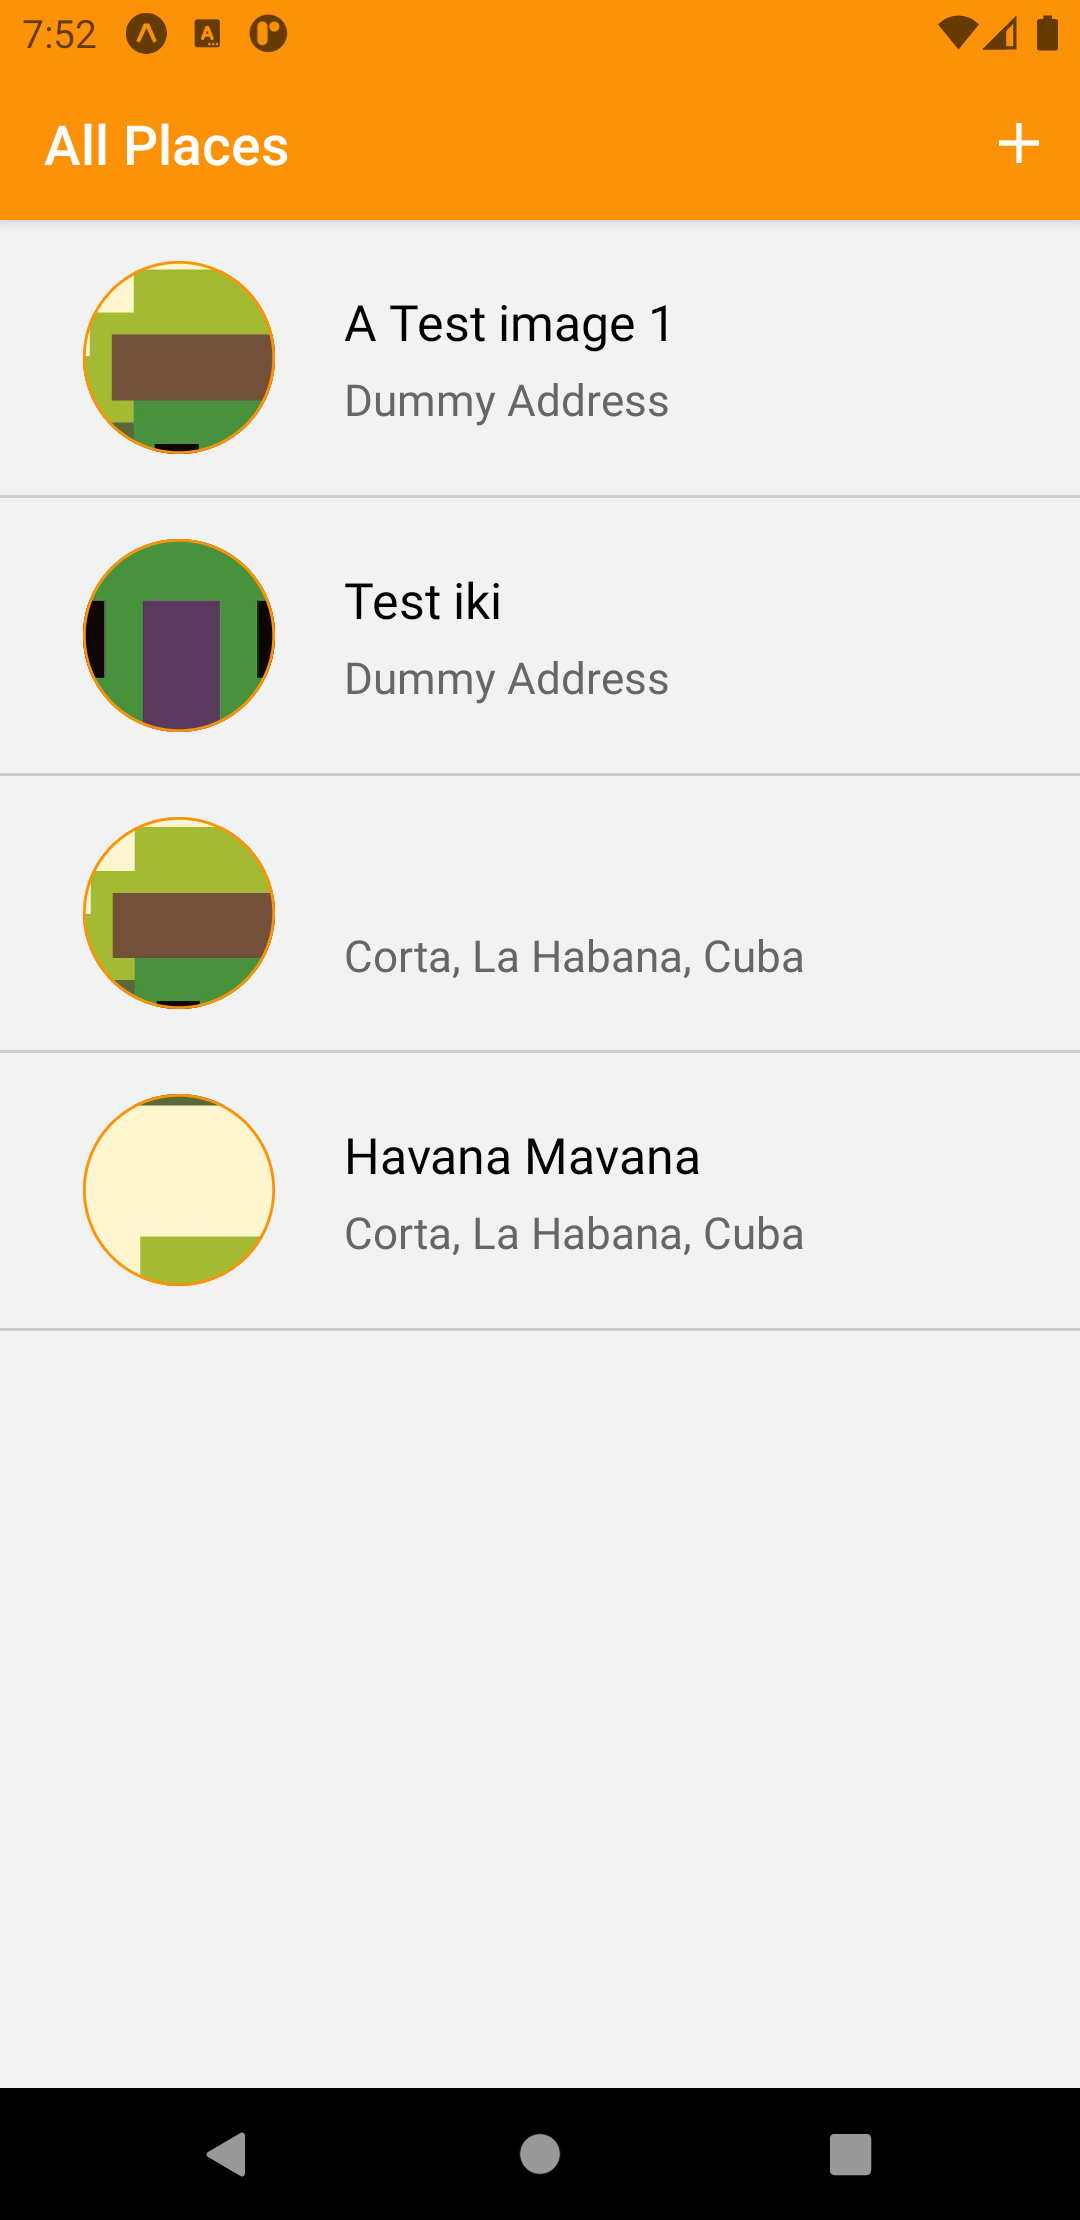 7:52
All Places
A Test image 1
Dummy Address
Test iki
Dummy Address
Corta, La Habana, Cuba
Havana Mavana
Corta, La Habana, Cuba